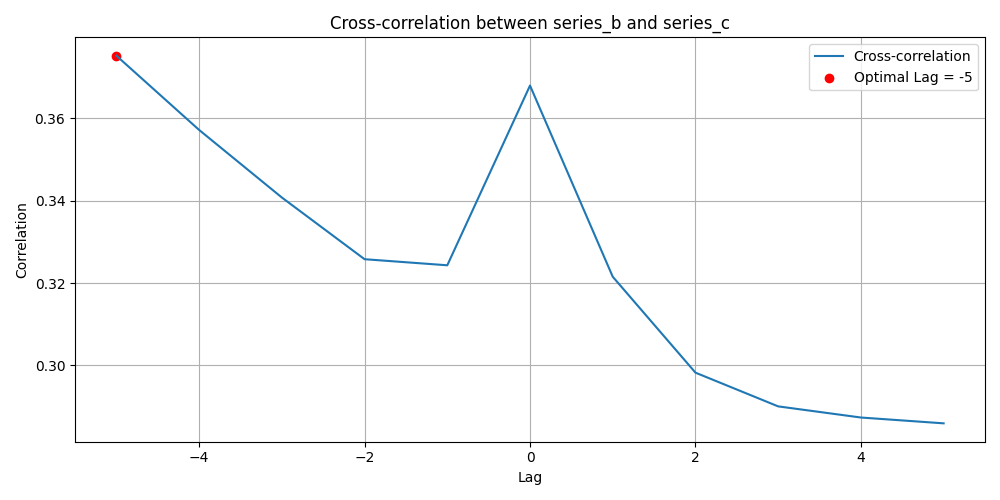 Cross-correlation between series_b and series_c
Cross-correlation
Optimal Lag = -5
Correlation
0.36
0.34
0.32
0.30
−4
−2
0
2
4
Lag